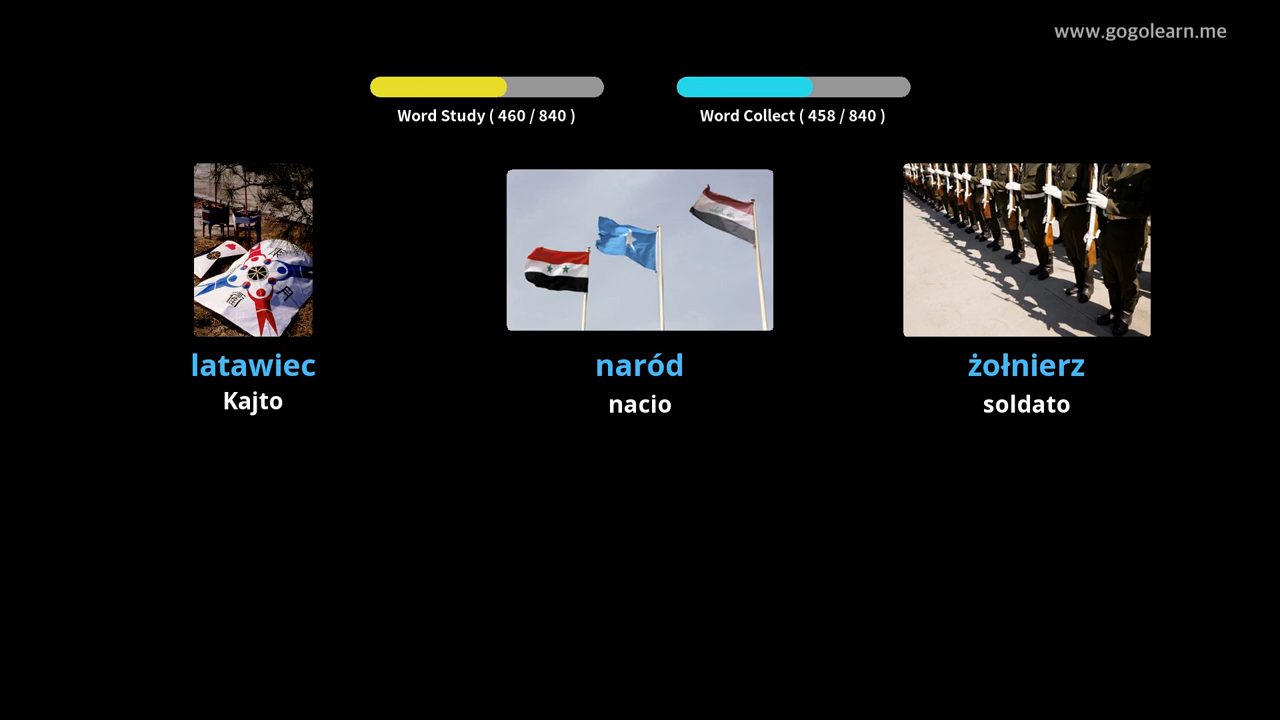 www.gogolearn.me
Word Study ( 460 / 840 )
Word Collect ( 458 / 840 )
latawiec
Kajto
naród
nacio
żołnierz
soldato